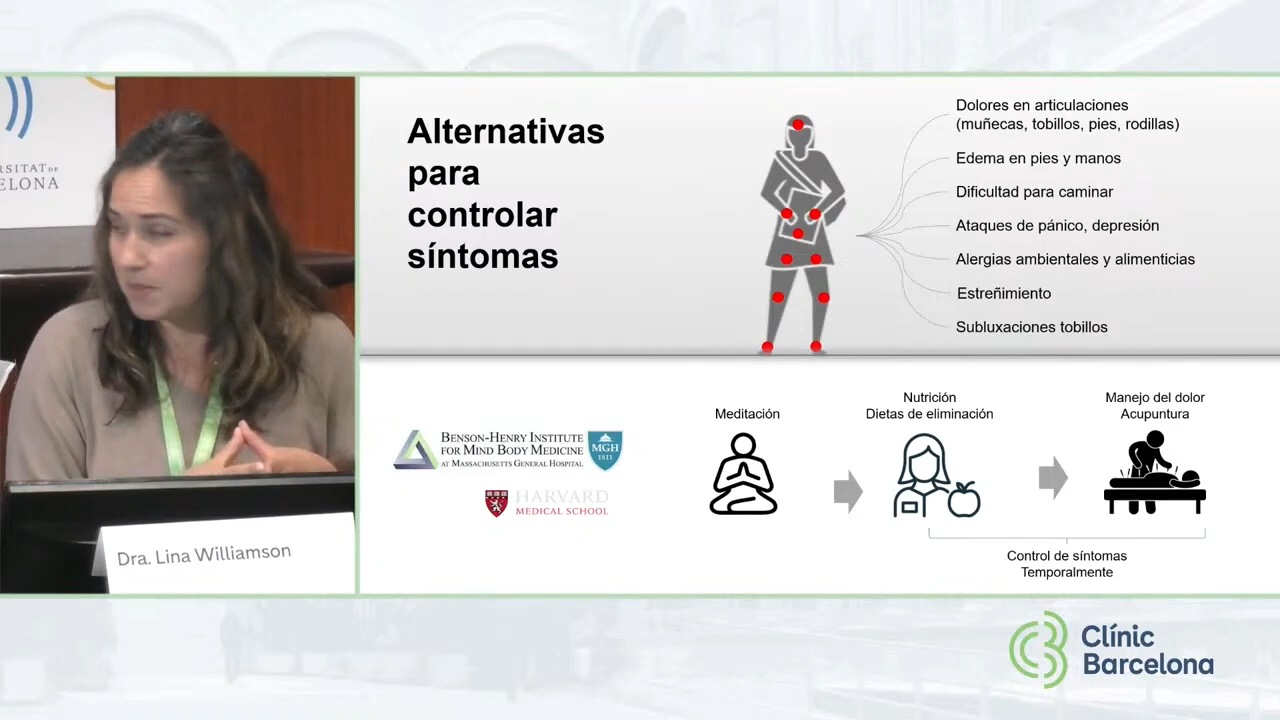 RSITAT DE
ELONA
Dra. Lina Williamson
Alternativas
para
controlar
síntomas
Dolores en articulaciones
(muñecas, tobillos, pies, rodillas)
Edema en pies y manos
Dificultad para caminar
Ataques de pánico, depresión
Alergias ambientales y alimenticias
Estreñimiento
Subluxaciones tobillos
BENSON-HENRY INSTITUTE
FOR MIND BODY MEDICINE
AT MASSACHUSETTS GENERAL HOSPITAL
MGH
1811
HARVARD
MEDICAL SCHOOL
Meditación
Nutrición
Dietas de eliminación
Manejo del dolor
Acupuntura
Control de síntomas
Temporalmente
Clínic
Barcelona